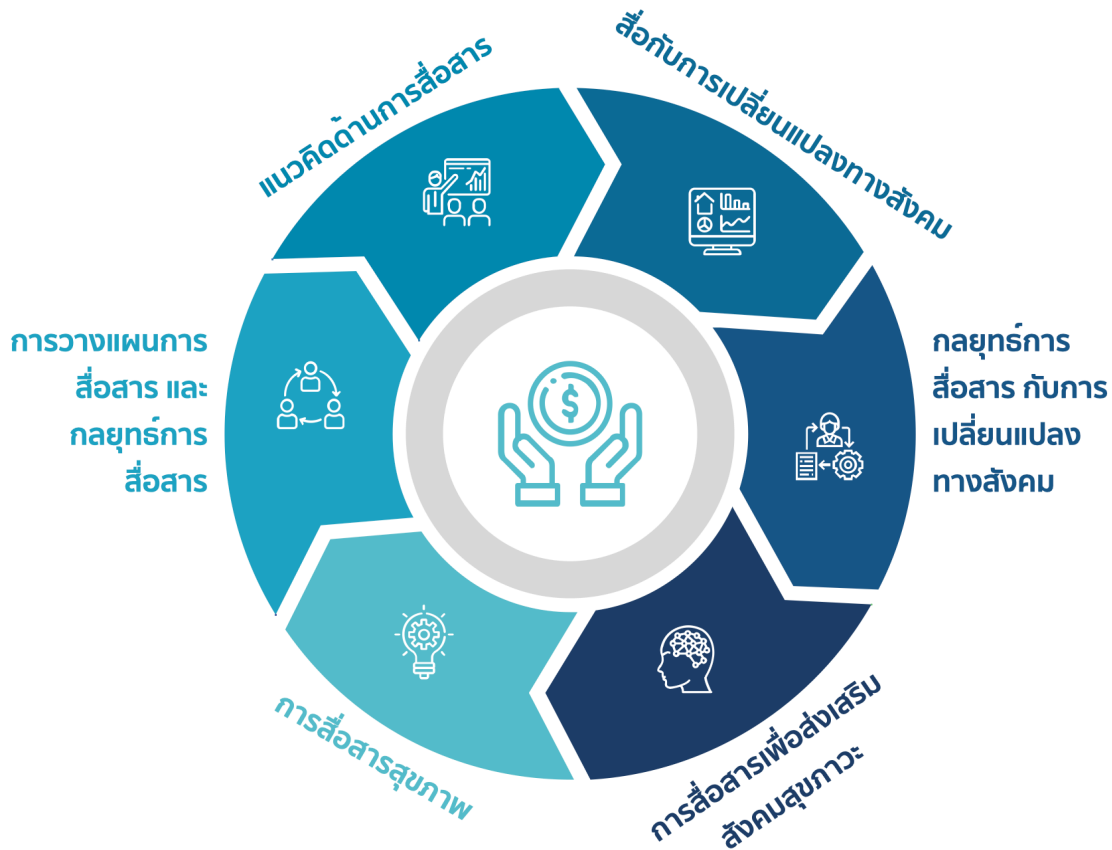 แนวคิดด้านการสื่อสาร
สื่อกับการเปลี่ยนแปลงทางสังคม
กลยุทธ์การ
สื่อสาร กับการ
เปลี่ยนแปลง
ทางสังคม
การสื่อสารเพื่อส่งเสริม
สังคมสุขภาวะ
การสื่อสารสุขภาพ
การวางแผนการ
สื่อสาร และ
กลยุทธ์การ
สื่อสาร
$